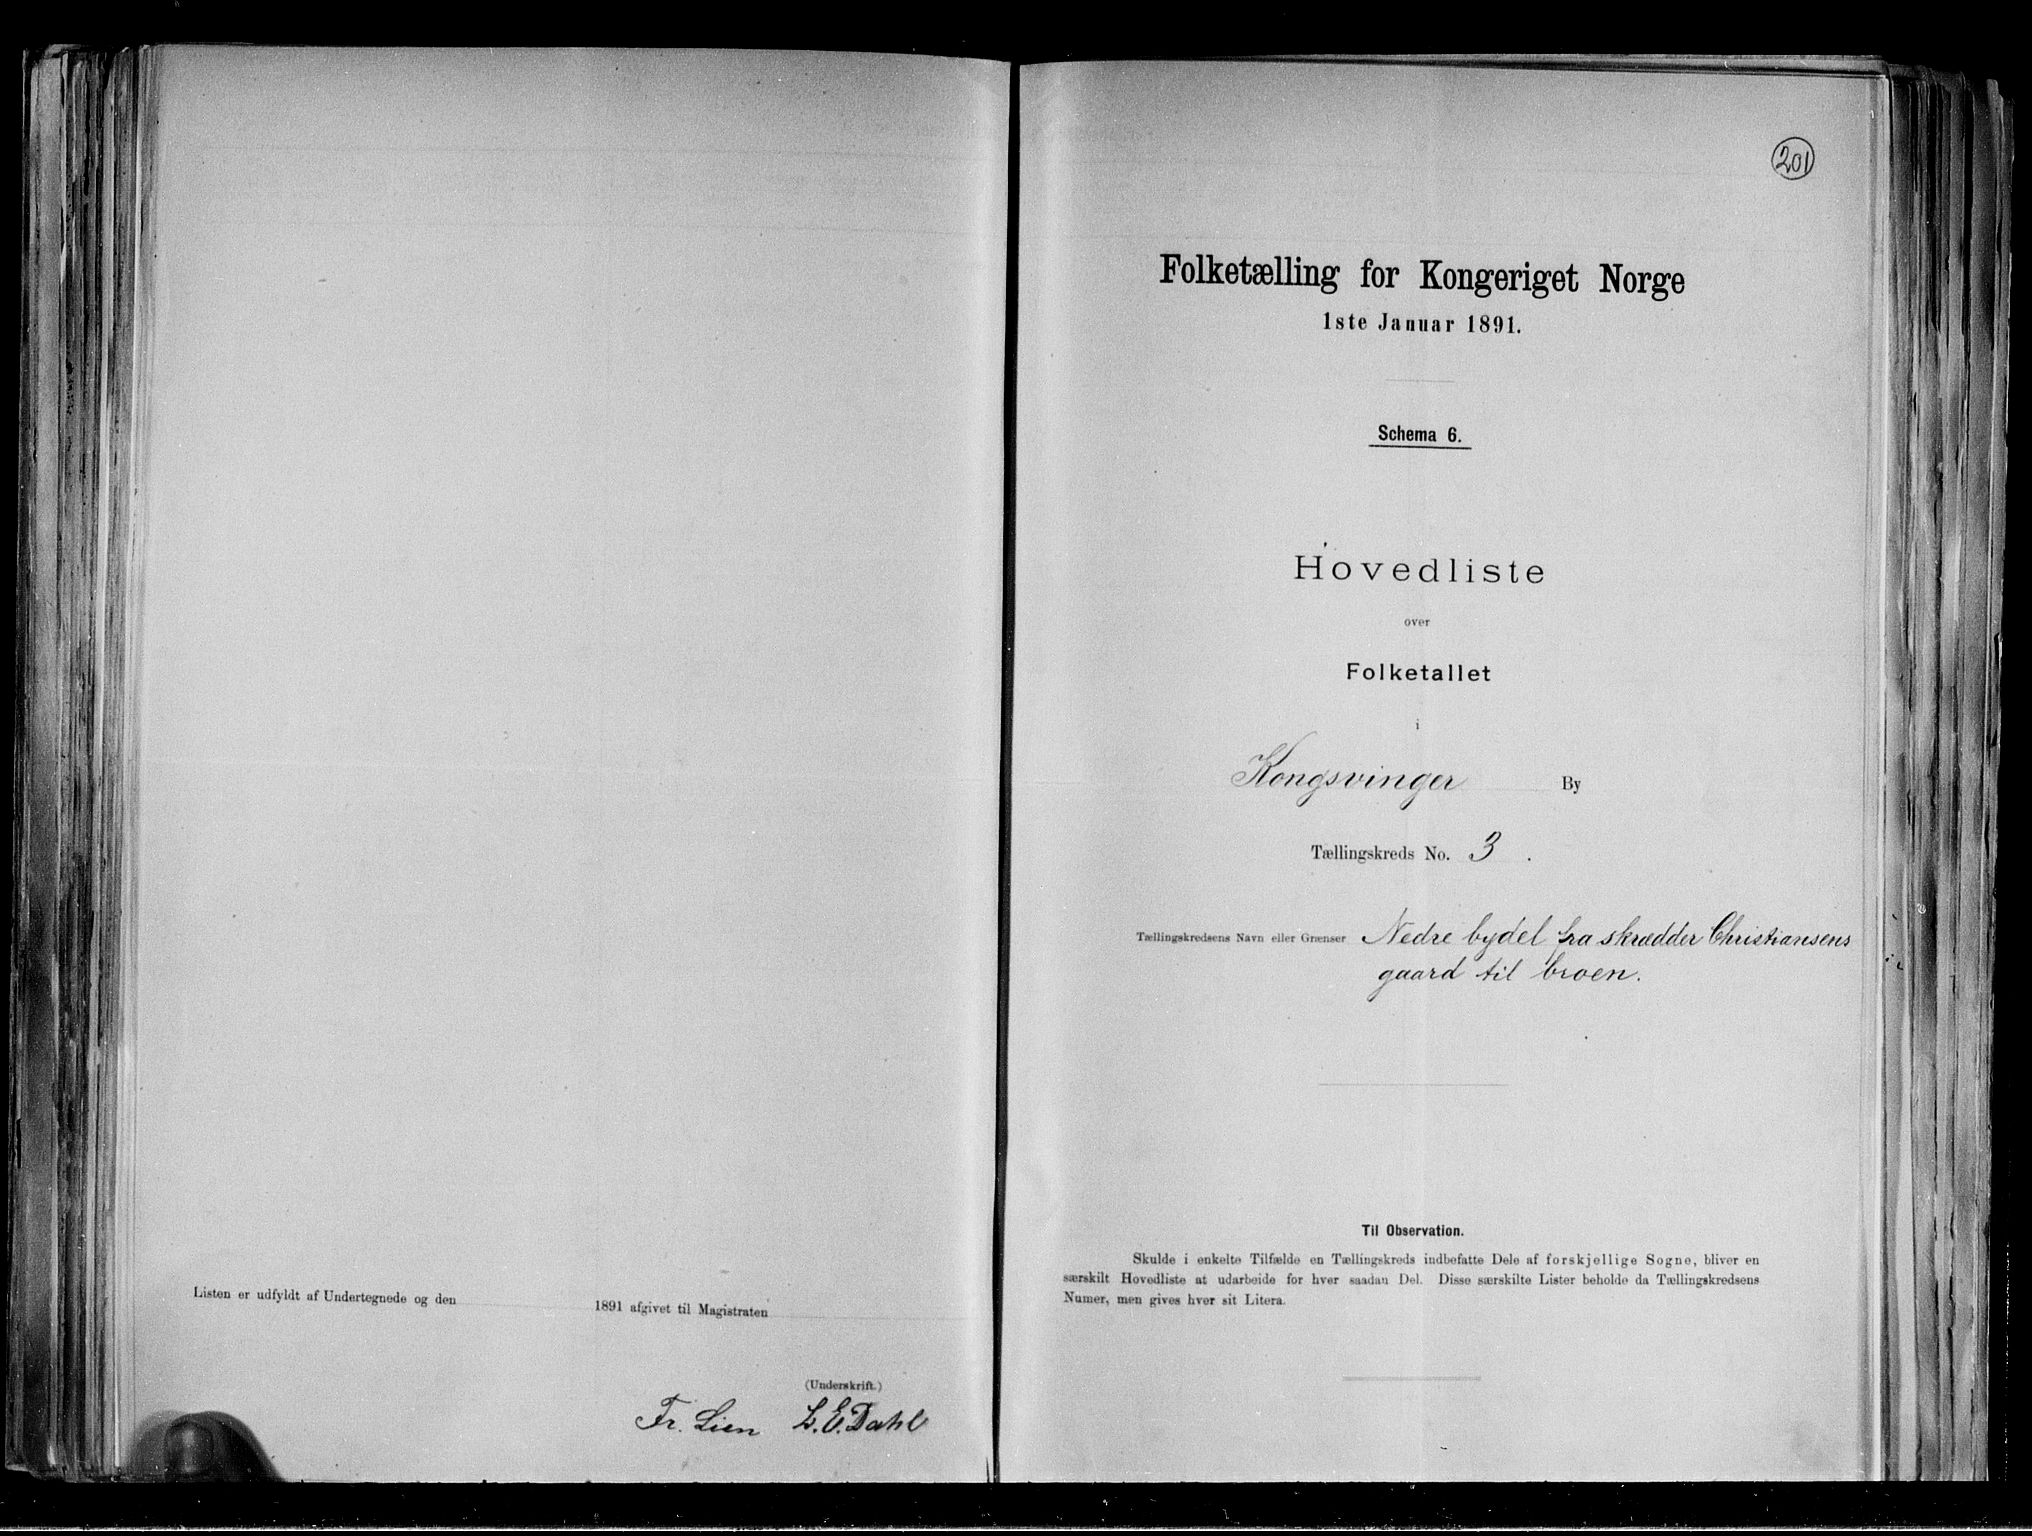 Listen er udfyldt af Undertegnede og den 1891 afgivet til Magistraten
(Underskrift.)
Fr. Lien L. E. Dahl
201
Folketælling for Kongeriget Norge
1ste Januar 1891.
Schema 6.
Hovedliste
over
Folketallet
i
Kongsvinger By
Tællingskreds No. 3.
Tællingskredsens Navn eller Grænser Nedre bydel fra skrædder Christiansens
gaard til broen.
Til Observation.
Skulde i enkelte Tilfælde en Tællingskreds indbefatte Dele af forskjellige Sogne, bliver en
særskilt Hovedliste at udarbeide for hver saadan Del. Disse særskilte Lister beholde da Tællingskredsens
Numer, men gives hver sit Litera.